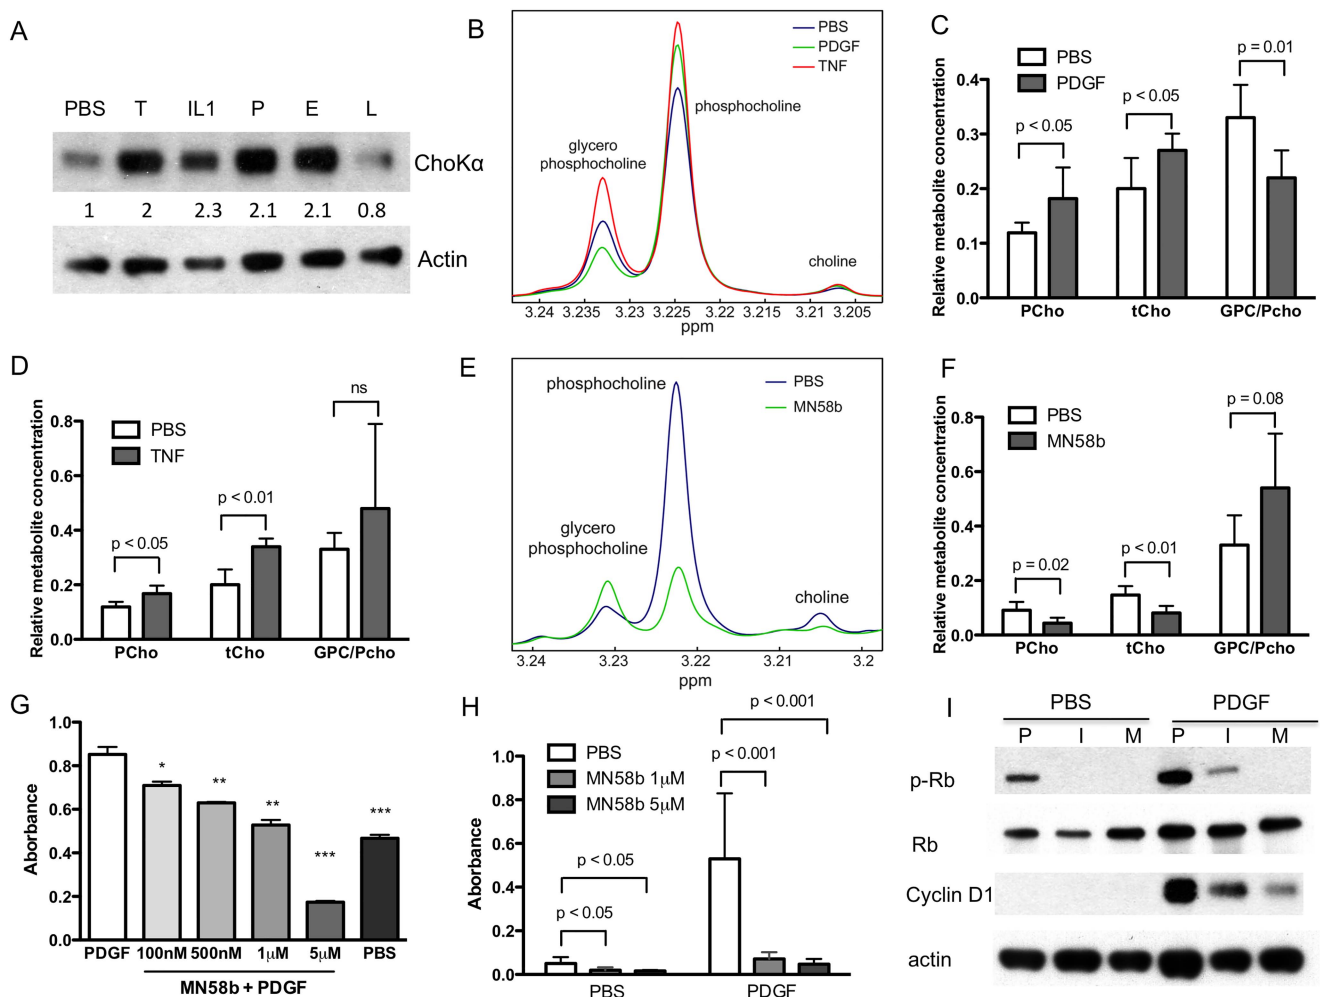 A
PBS T IL1 P E L
ChoKα
1 2 2.3 2.1 2.1 0.8
Actin
B
PBS
PDGF
TNF
phosphocholine
glycero
phosphocholine
choline
3.24 3.235 3.23 3.225 3.22 3.215 3.21 3.205
ppm
C
PBS
PDGF
p = 0.01
p < 0.05
p < 0.05
Relative metabolite concentration
0.4
0.3
0.2
0.1
0.0
PCho tCho GPC/Pcho
D
PBS
TNF
ns
p < 0.01
p < 0.05
Relative metabolite concentration
0.8
0.6
0.4
0.2
0.0
PCho tCho GPC/Pcho
E
PBS
MN58b
phosphocholine
glycero
phosphocholine
choline
3.24 3.23 3.22 3.21 3.2
ppm
F
PBS
MN58b
p = 0.08
p < 0.01
p = 0.02
Relative metabolite concentration
0.8
0.6
0.4
0.2
0.0
PCho tCho GPC/Pcho
G
Aborbance
1.0
0.8
0.6
0.4
0.2
0.0
* ** ** *** ***
PDGF 100nM 500nM 1µM 5µM PBS
MN58b + PDGF
H
PBS
MN58b 1µM
MN58b 5µM
p < 0.001
p < 0.001
p < 0.05
p < 0.05
Aborbance
1.0
0.8
0.6
0.4
0.2
0.0
PBS PDGF
I
PBS PDGF
P I M P I M
p-Rb
Rb
Cyclin D1
actin